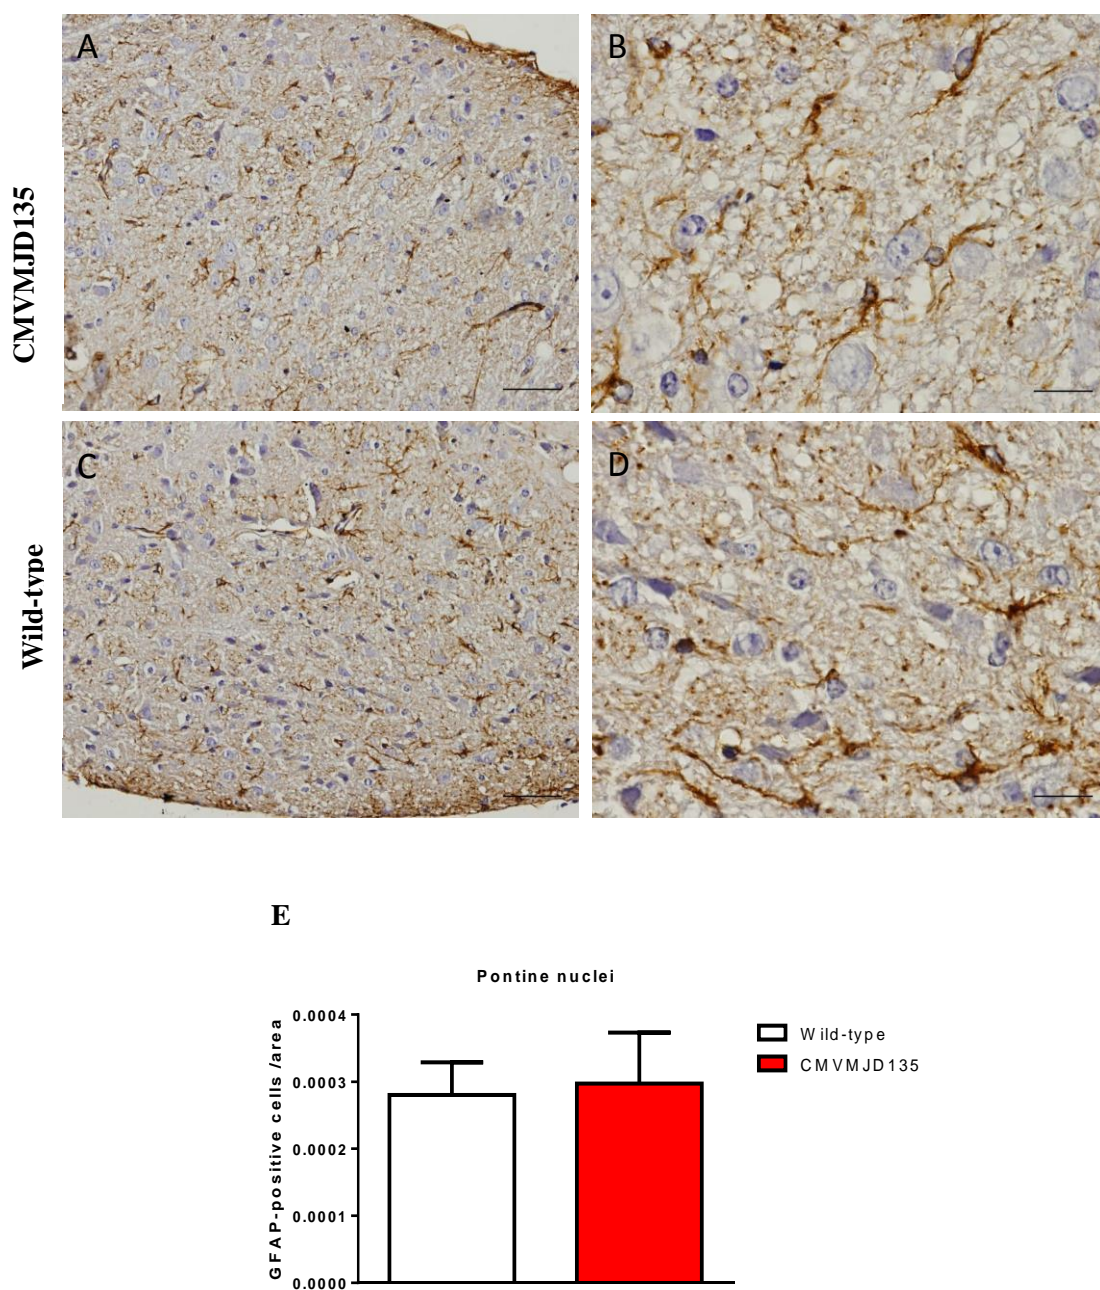 A
B
CMVMJD135
C
D
Wild-type
E
Pontine nuclei
GFAP-positive cells /area
0.0004
0.0003
0.0002
0.0001
0.0000
Wild-type
CMVMJD135